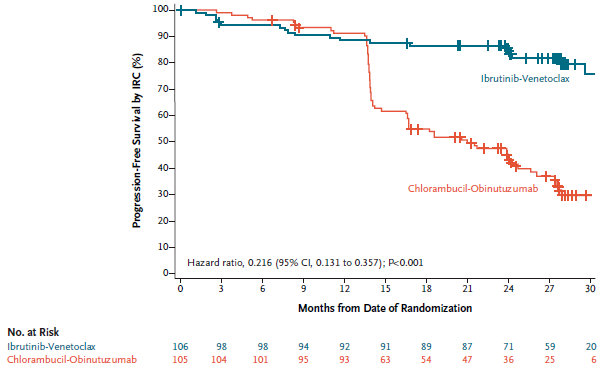 Progression-Free Survival by IRC (%)
100
90
80
70
60
50
40
30
20
10
0
Ibrutinib-Venetoclax
Chlorambucil-Obinutuzumab
Hazard ratio, 0.216 (95% CI, 0.131 to 0.357); P<0.001
0 3 6 9 12 15 18 21 24 27 30
Months from Date of Randomization
No. at Risk
Ibrutinib-Venetoclax 106 98 98 94 92 91 89 87 71 59 20
Chlorambucil-Obinutuzumab 105 104 101 95 93 63 54 47 36 25 6